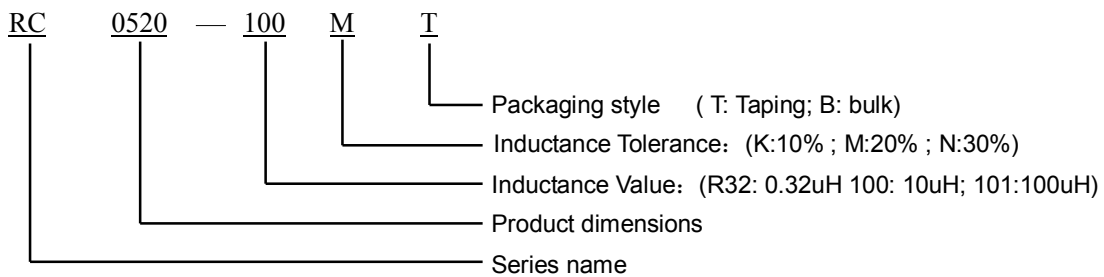 RC 0520 — 100 M T
Packaging style ( T: Taping; B: bulk)
Inductance Tolerance：(K:10% ; M:20% ; N:30%)
Inductance Value：(R32: 0.32uH 100: 10uH; 101:100uH)
Product dimensions
Series name